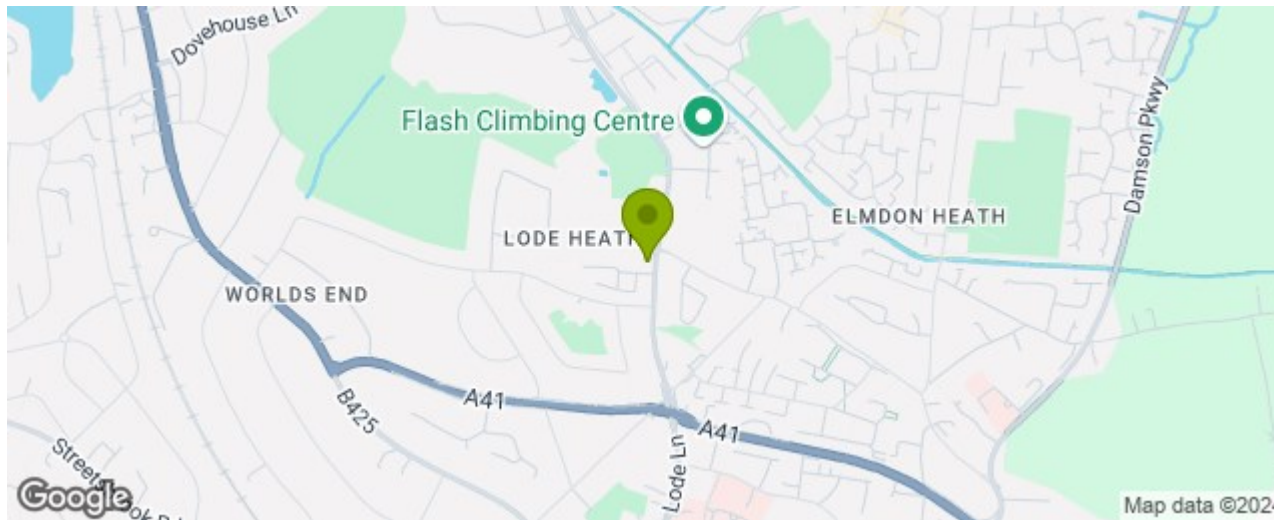 Dovehouse Ln
Flash Climbing Centre
Damson Pkwy
ELMDON HEATH
LODE HEATH
WORLDS END
A41
B425
A41
Lode Ln
Google
Map data ©2024